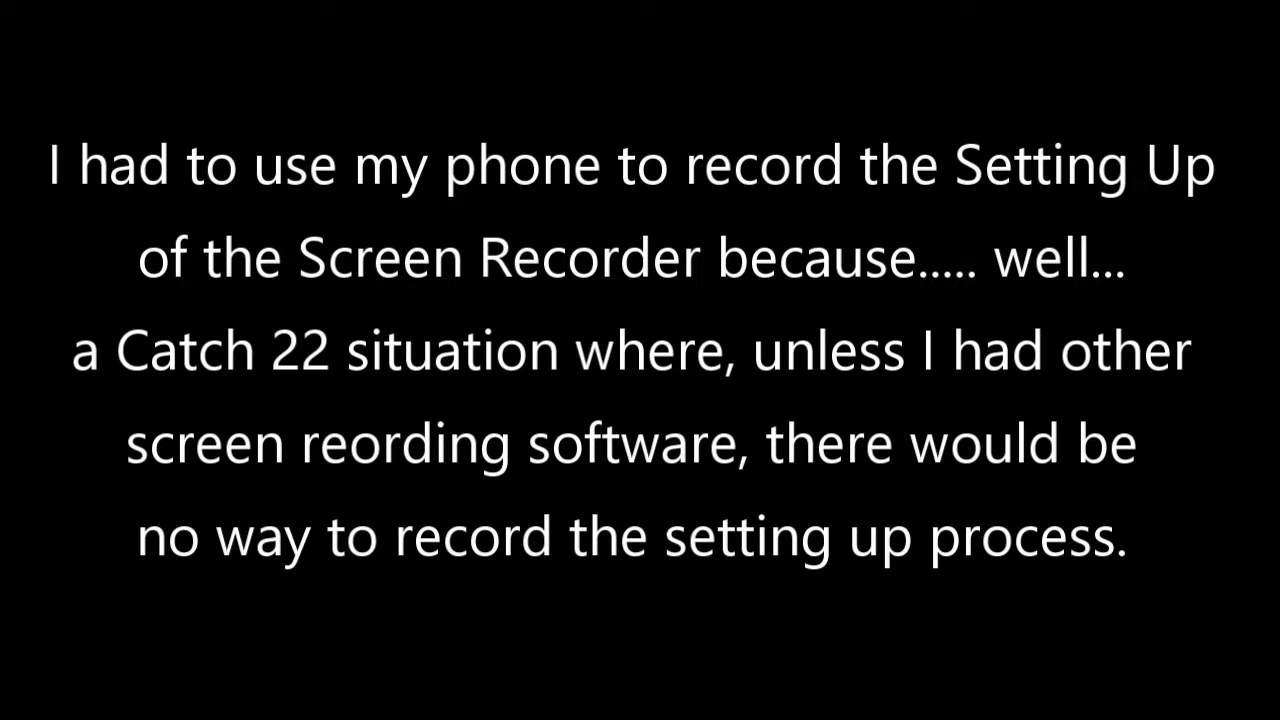 I had to use my phone to record the Setting Up
of the Screen Recorder because..... well...
a Catch 22 situation where, unless I had other
screen reording software, there would be
no way to record the setting up process.